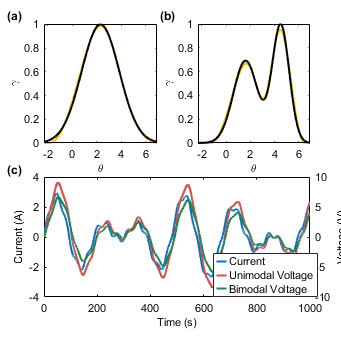 (a)
(b)
1
0.8
0.6
0.4
0.2
0
γ
-2 0 2 4 6
θ
1
0.8
0.6
0.4
0.2
0
γ
-2 0 2 4 6
θ
(c)
4
2
0
-2
-4
Current (A)
10
5
0
-10
Current
Unimodal Voltage
Bimodal Voltage
0 200 400 600 800 1000
Time (s)